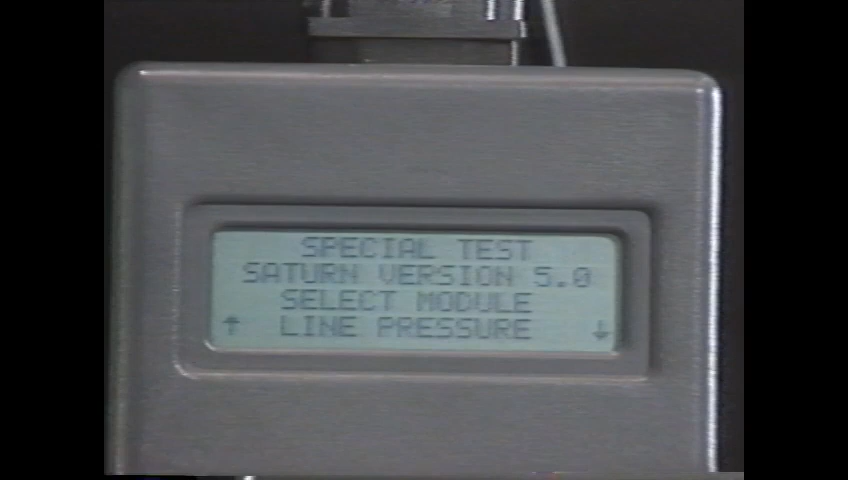 SPECIAL TEST
SATURN VERSION 5.0
SELECT MODULE
↑ LINE PRESSURE ↓